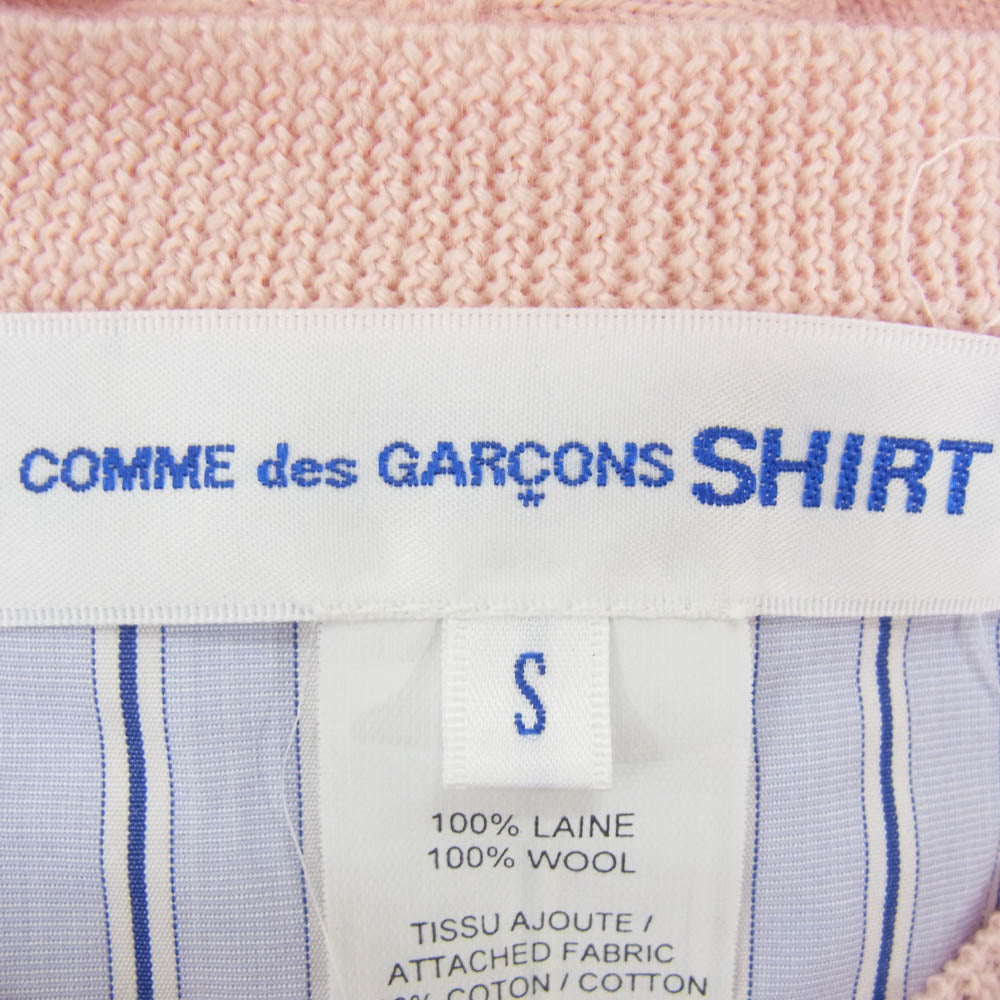 COMME des GARÇONS SHIRT
S
100% LAINE
100% WOOL
TISSU AJOUTE /
ATTACHED FABRIC
COTON / COTTON